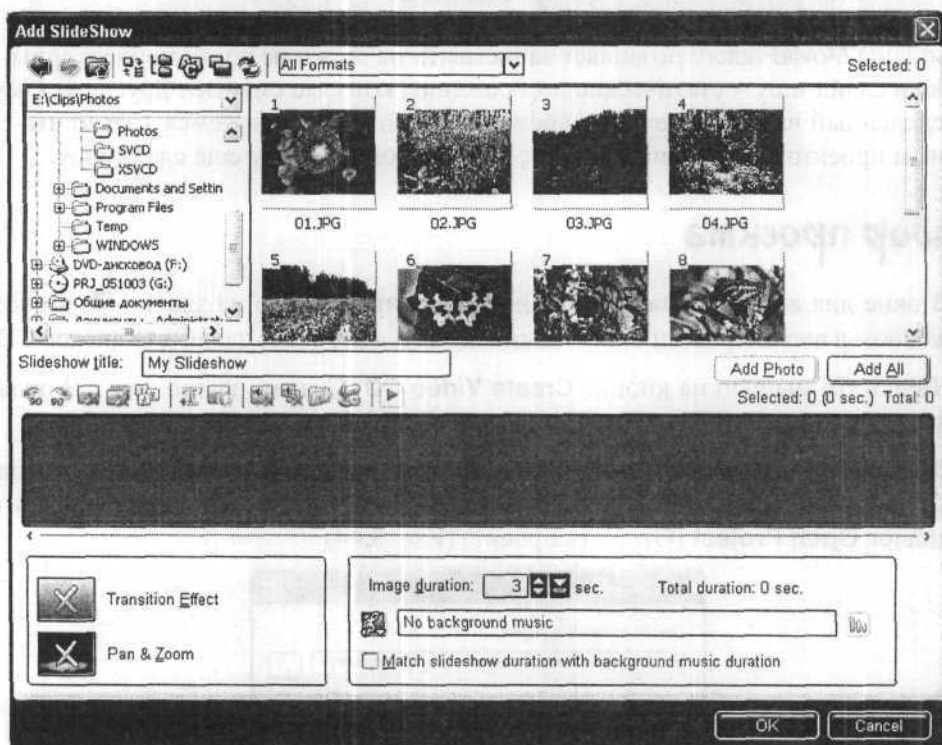 Add SlideShow
All Formats
Selected: 0
E:\Clips\Photos
Photos
SVCD
XSVCD
Documents and Settin
Program Files
Temp
WINDOWS
DVD-дисковод (F:)
PRJ_051003 (G:)
Общие документы
1
2
3
4
01.JPG
02.JPG
03.JPG
04.JPG
5
6
7
8
Slideshow title:
My Slideshow
Add Photo
Add All
90
90
Selected: 0 (0 sec.) Total: 0
Transition Effect
Pan & Zoom
Image duration: 3 sec.
Total duration: 0 sec.
No background music
Match slideshow duration with background music duration
OK
Cancel